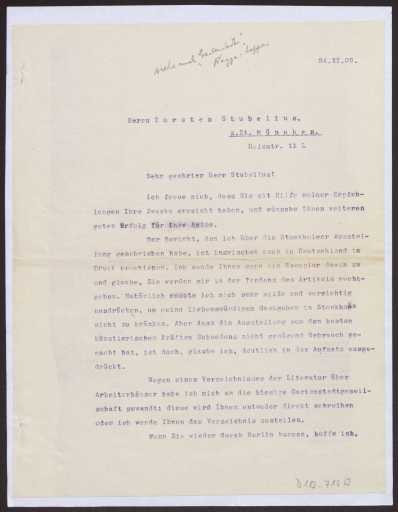 24.XI.09.
Herrn Torsten Stubelius,
z.Zt. München.
Sehr geehrter Herr Stubelius!
Ich freue mich, dass Sie mit Hilfe meiner Empfeh-
lungen Ihre Zwecke erreicht haben, und wünsche Ihnen weiteren
guten Erfolg für Ihre Reise.
Der Bericht, den ich über die Stockholmer Ausstel-
lung geschrieben habe, ist inzwischen auch in Deutschland im
Druck erschienen. Ich sende Ihnen gern ein Exemplar davon zu
und glaube, Sie werden mir in der Tendenz des Artikels recht-
geben. Natürlich musste ich mich sehr milde und vorsichtig
ausdrücken, um meine liebenswürdigen Gastgeber in Stockholm
nicht zu kränken. Aber dass die Ausstellung von den besten
künstlerischen Kräften Schwedens nicht genügend Gebrauch ge-
macht hat, ist doch, glaube ich, deutlich in dem Aufsatz ausge-
drückt.
Wegen eines Verzeichnisses der Literatur über
Arbeiterhäuser habe ich mich an die hiesige Gartenstadtgesell-
schaft gewandt; diese wird Ihnen entweder direkt schreiben
oder ich werde Ihnen das Verzeichnis zustellen.
Wenn Sie wieder durch Berlin kommen, hoffe ich,